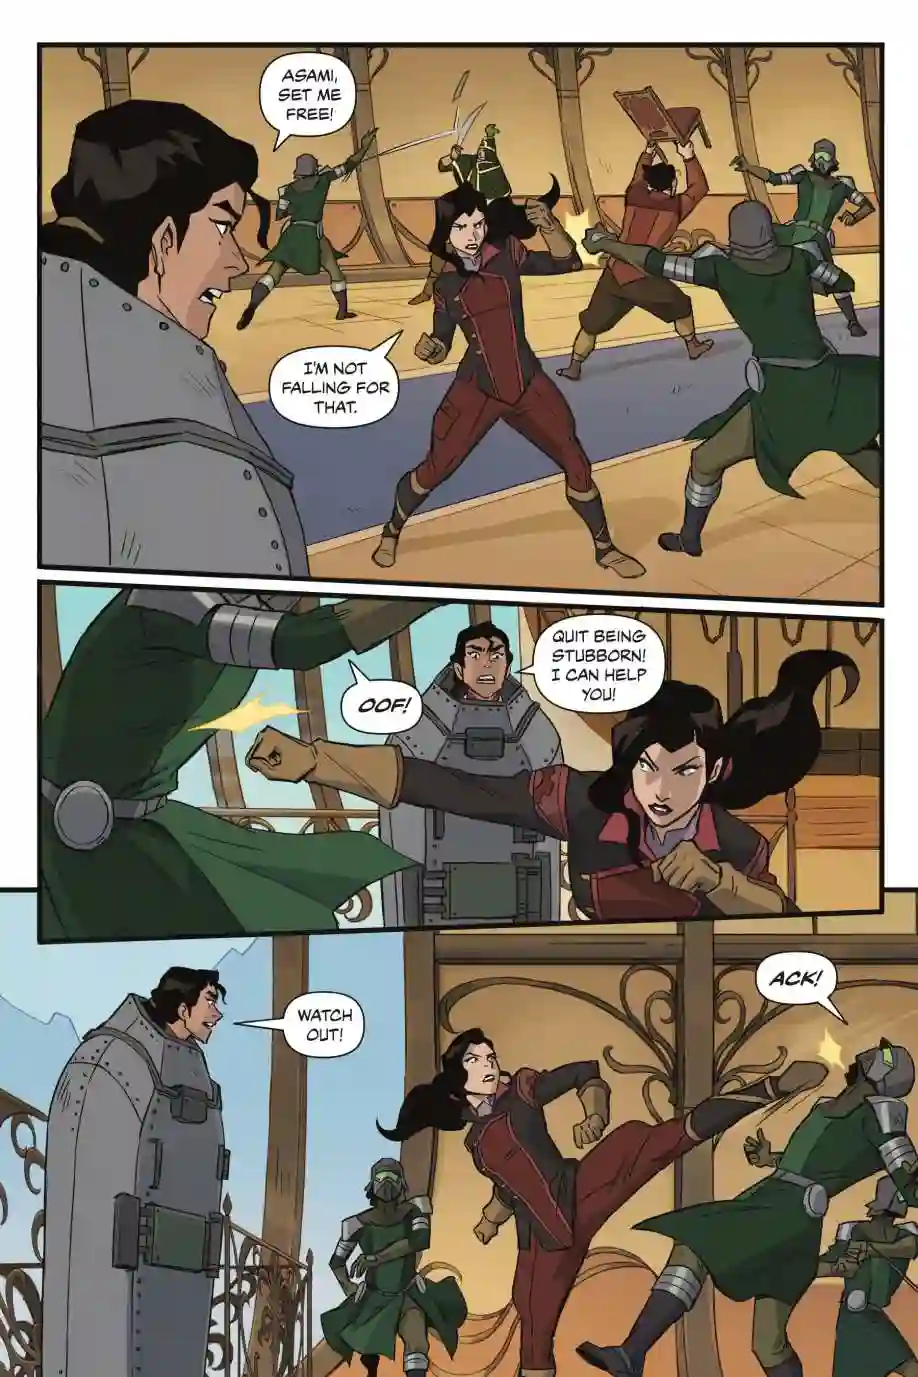 ASAMI,
SET ME
FREE!
I'M NOT
FALLING FOR
THAT.
OOF!
QUIT BEING
STUBBORN!
I CAN HELP
YOU!
WATCH
OUT!
ACK!